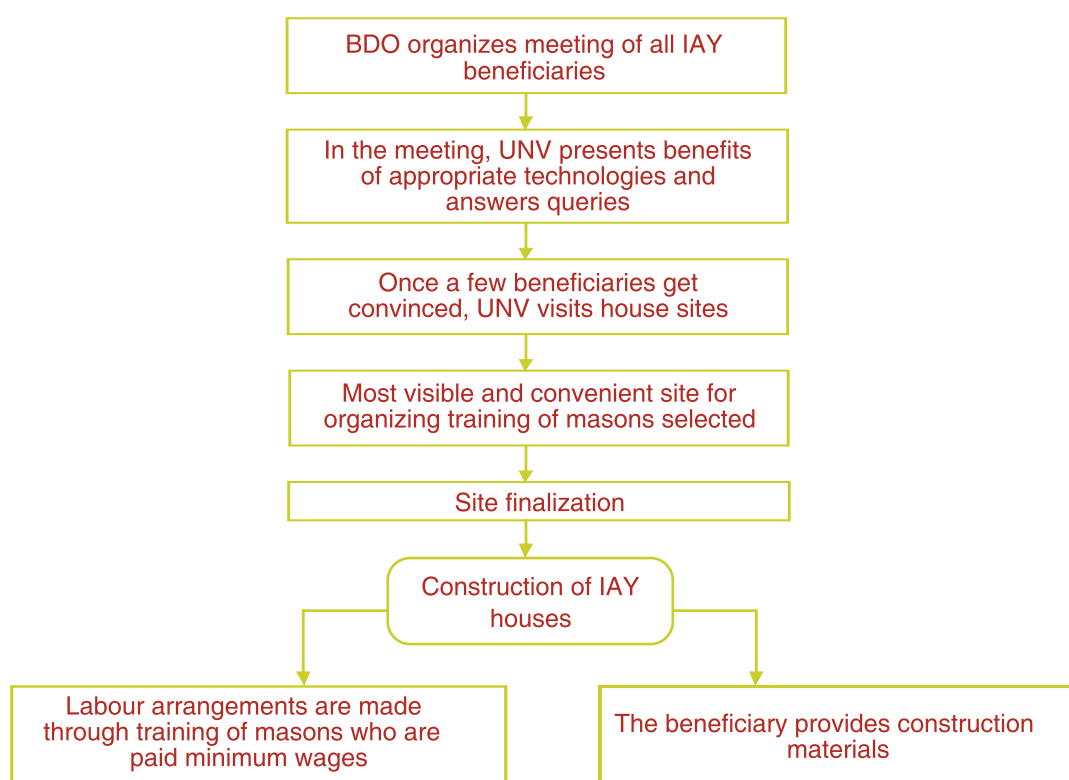 BDO organizes meeting of all IAY
beneficiaries
In the meeting, UNV presents benefits
of appropriate technologies and
answers queries
Once a few beneficiaries get
convinced, UNV visits house sites
Most visible and convenient site for
organizing training of masons selected
Site finalization
Construction of IAY
houses
Labour arrangements are made
through training of masons who are
paid minimum wages
The beneficiary provides construction
materials